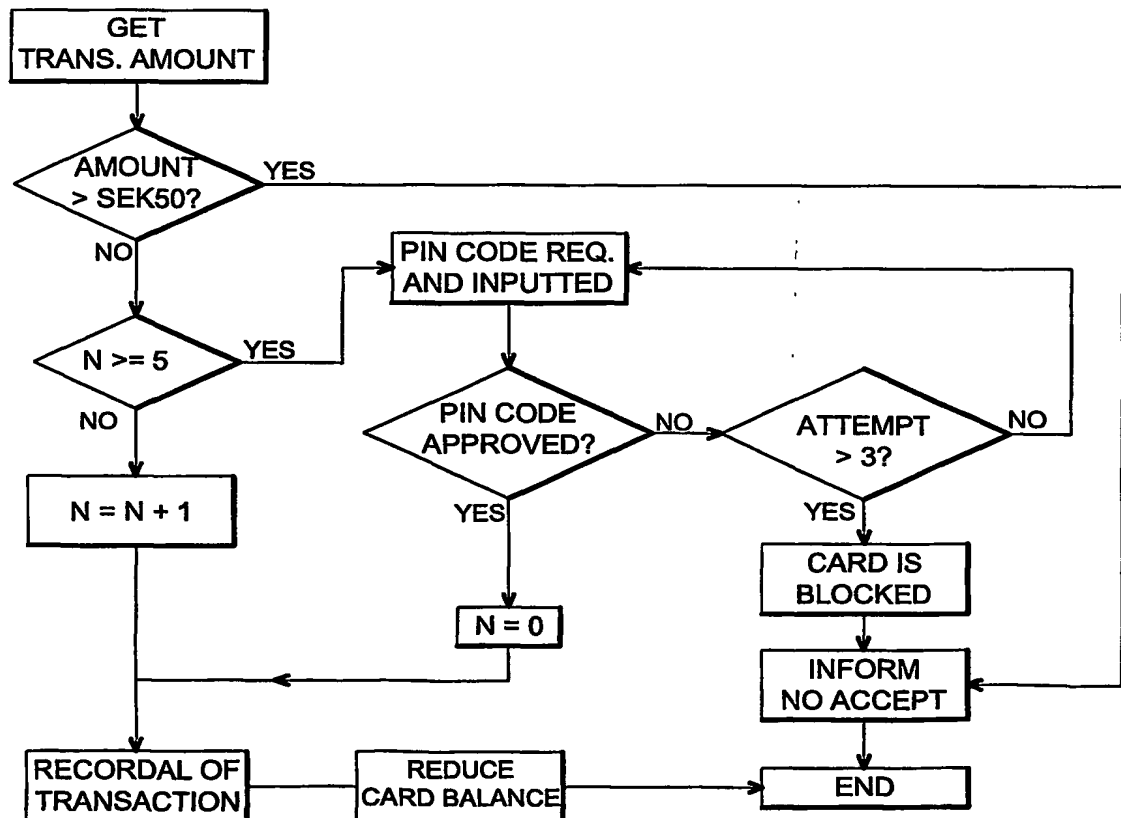 GET
TRANS. AMOUNT
AMOUNT
> SEK50?
YES
NO
PIN CODE REQ.
AND INPUTTED
N >= 5
YES
NO
PIN CODE
APPROVED?
NO
YES
ATTEMPT
> 3?
NO
YES
N = N + 1
CARD IS
BLOCKED
N = 0
INFORM
NO ACCEPT
RECORDAL OF
TRANSACTION
REDUCE
CARD BALANCE
END